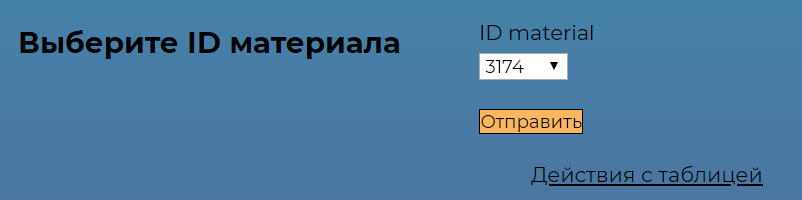 Выберите ID материала
ID material
3174
Отправить
Действия с таблицей